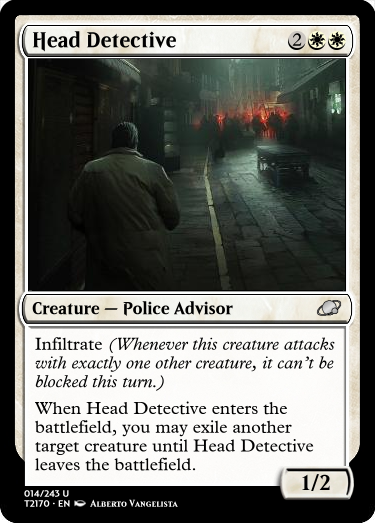 Head Detective 2
Creature — Police Advisor
Infiltrate (Whenever this creature attacks
with exactly one other creature, it can't be
blocked this turn.)
When Head Detective enters the
battlefield, you may exile another
target creature until Head Detective
leaves the battlefield.
1/2
014/243 U
T2170 · EN Alberto Vangelista